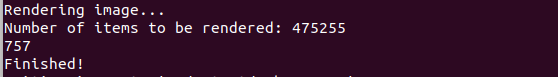 Rendering image...
Number of items to be rendered: 475255
757
Finished!